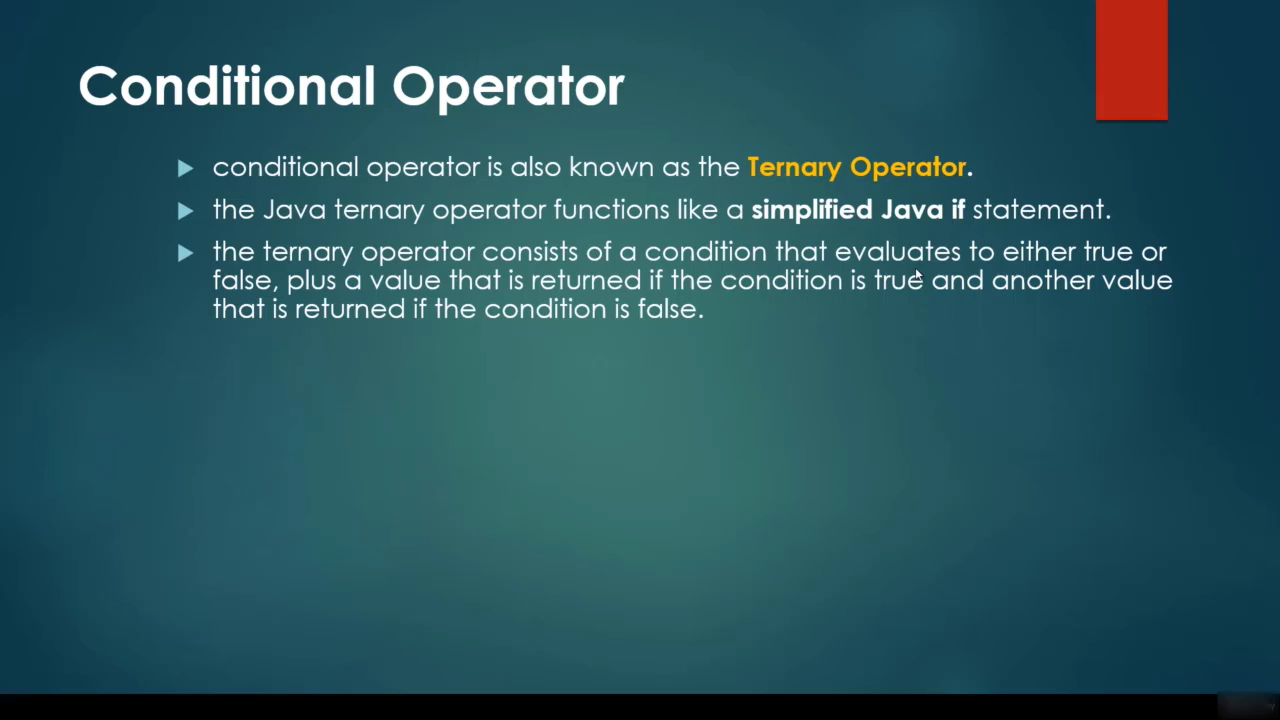 Conditional Operator
conditional operator is also known as the Ternary Operator.
the Java ternary operator functions like a simplified Java if statement.
the ternary operator consists of a condition that evaluates to either true or
false, plus a value that is returned if the condition is true and another value
that is returned if the condition is false.